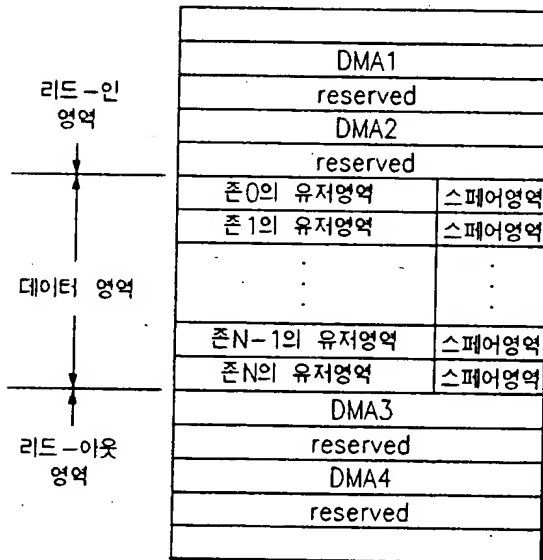 DMA1
리드-인
영역
reserved
DMA2
reserved
존0의 유저영역 스페어영역
존1의 유저영역 스페어영역
데이터 영역
존N-1의 유저영역 스페어영역
존N의 유저영역 스페어영역
DMA3
리드-아웃
영역
reserved
DMA4
reserved